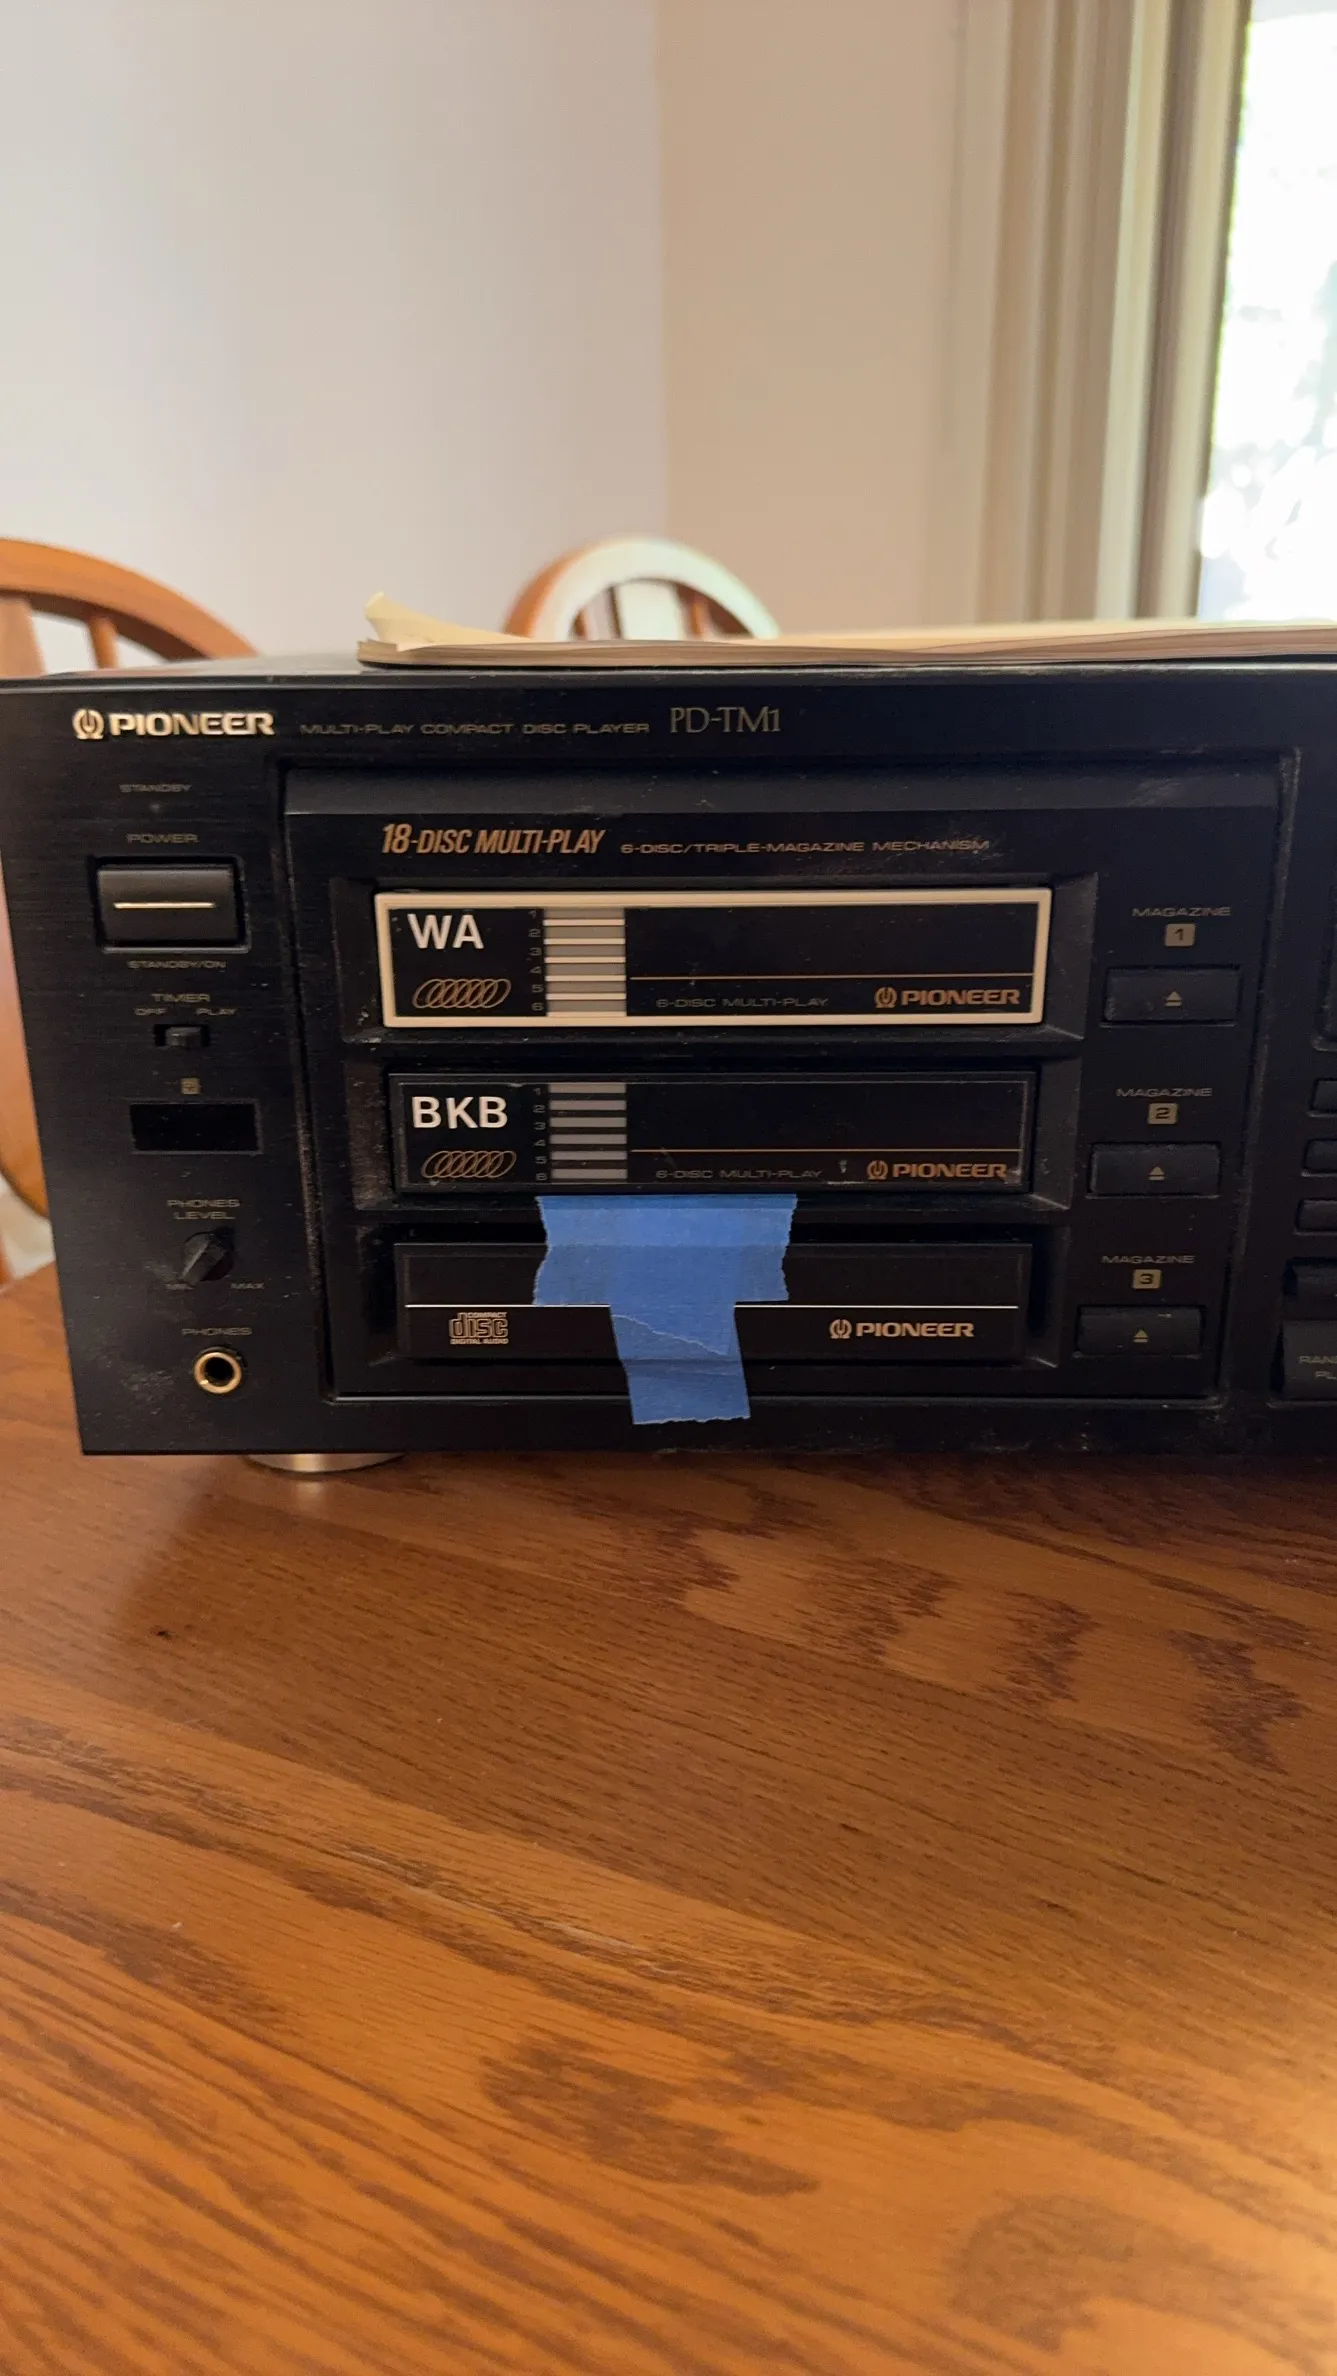 PIONEER MULTI-PLAY COMPACT DISC PLAYER PD-TM1
STANDBY
POWER
STANDBY/ON
TIMER
OFF PLAY
PHONES
LEVEL
MAX
PHONES
18-DISC MULTI-PLAY 6-DISC/TRIPLE-MAGAZINE MECHANISM
WA
1
2
3
4
5
6
6-DISC MULTI-PLAY PIONEER
MAGAZINE
1
BKB
1
2
3
4
5
6
6-DISC MULTI-PLAY PIONEER
MAGAZINE
2
COMPACT
disc
DIGITAL AUDIO
PIONEER
MAGAZINE
3